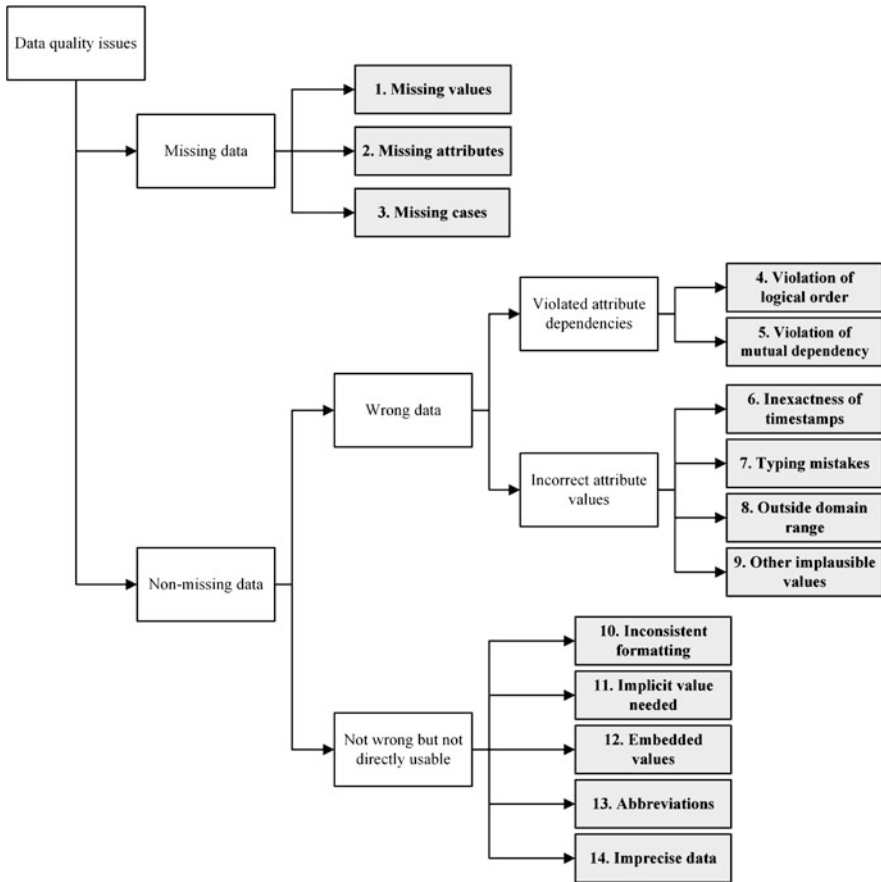 Data quality issues
Missing data
1. Missing values
2. Missing attributes
3. Missing cases
Non-missing data
Wrong data
Violated attribute
dependencies
4. Violation of
logical order
5. Violation of
mutual dependency
Incorrect attribute
values
6. Inexactness of
timestamps
7. Typing mistakes
8. Outside domain
range
9. Other implausible
values
Not wrong but not
directly usable
10. Inconsistent
formatting
11. Implicit value
needed
12. Embedded
values
13. Abbreviations
14. Imprecise data